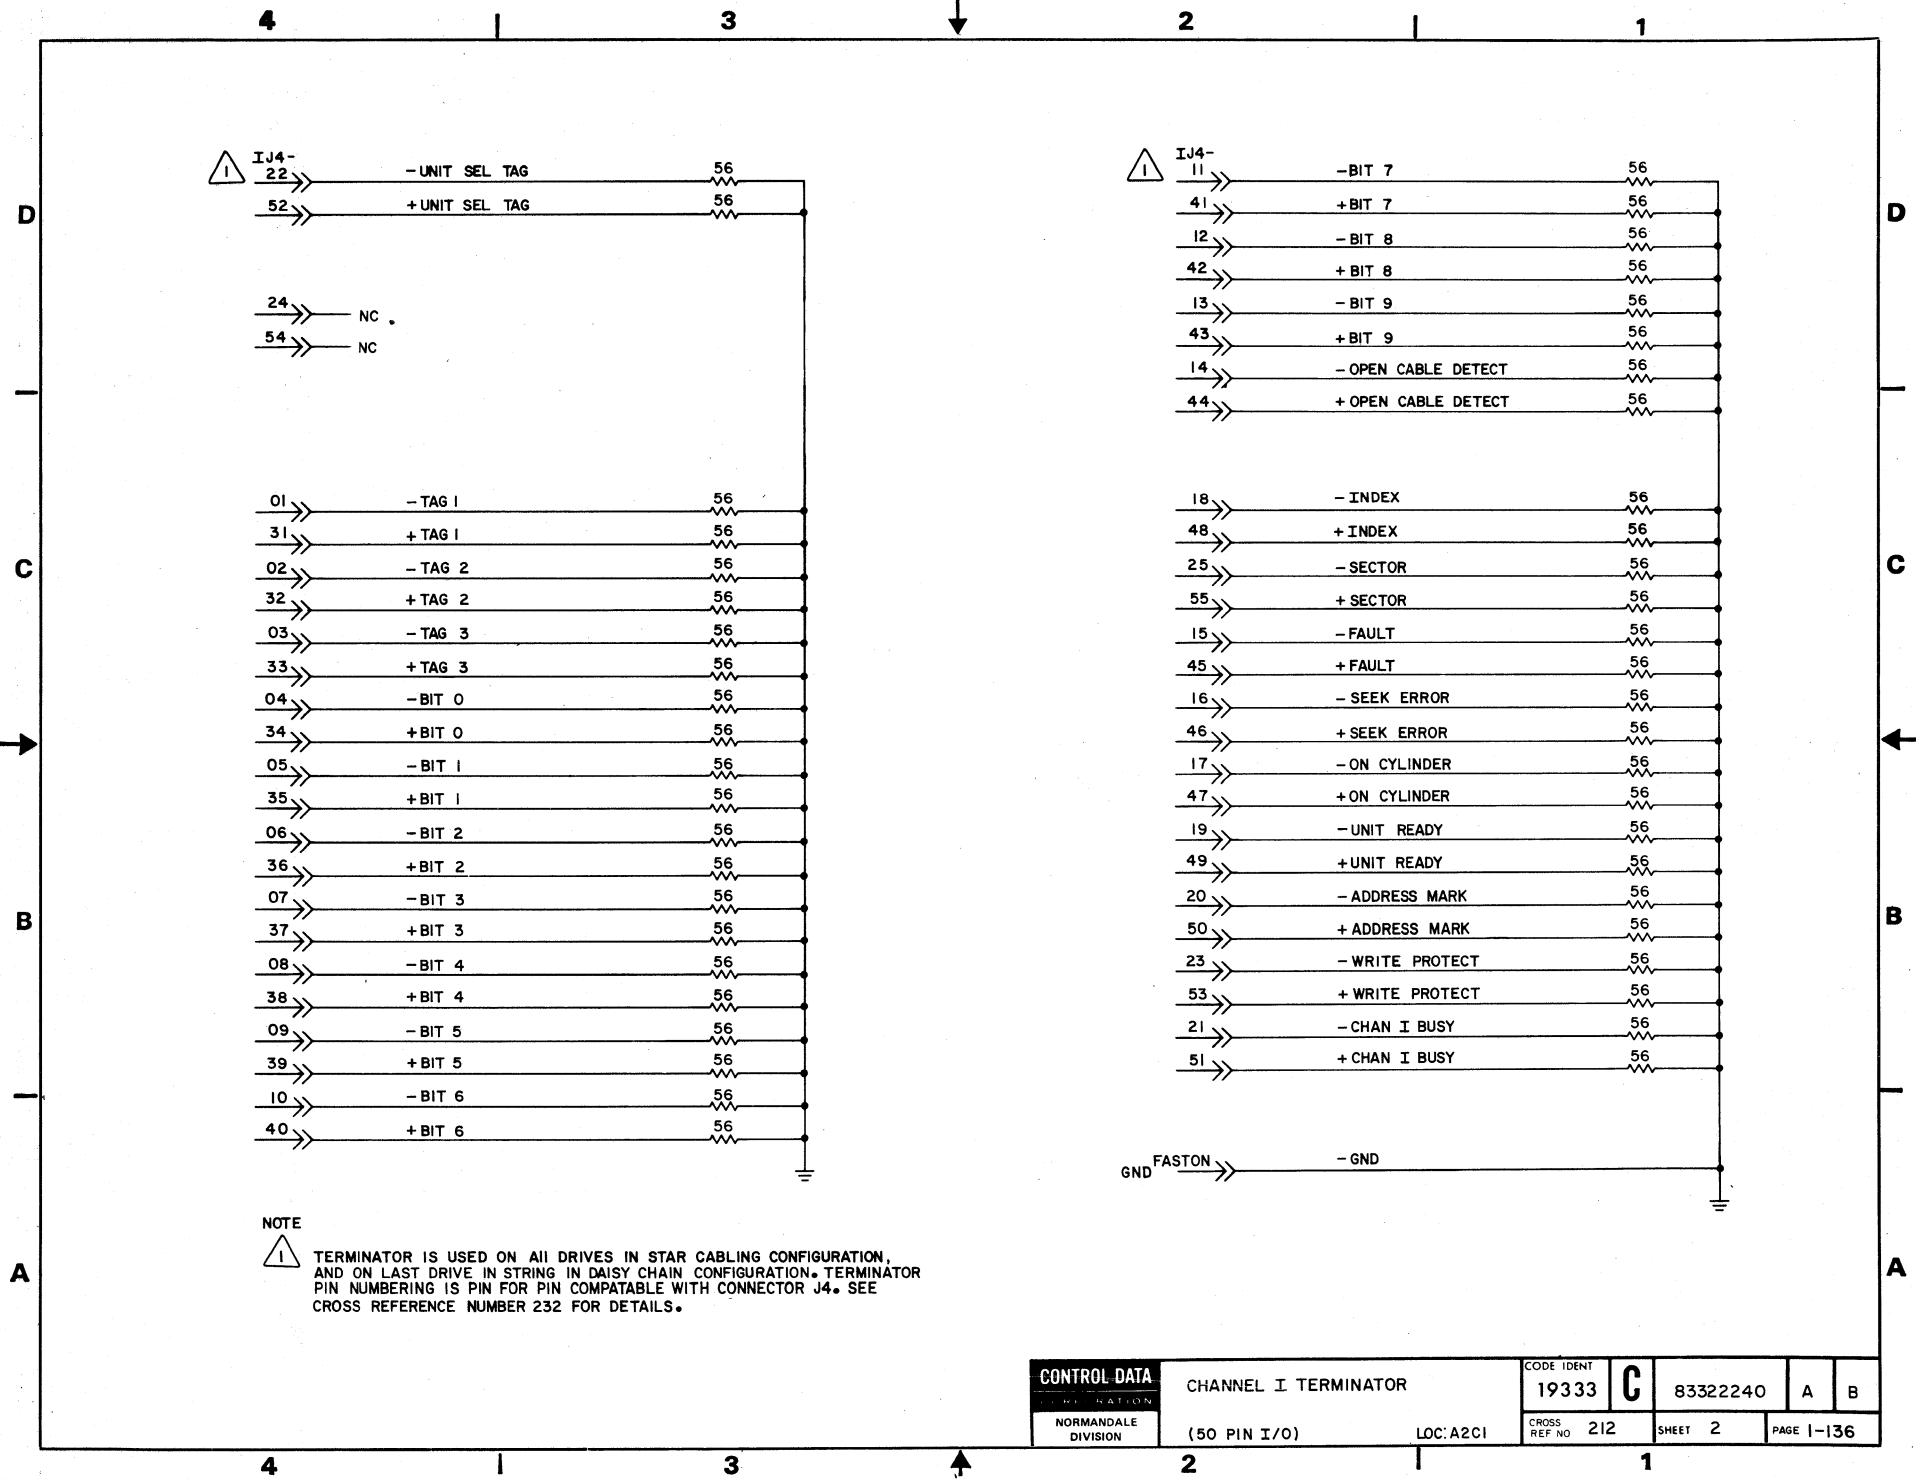 4 3 2 1
D
C
B
A
IJ4-
22 -UNIT SEL TAG 56
52 +UNIT SEL TAG 56
24 NC
54 NC
01 -TAG 1 56
31 +TAG 1 56
02 -TAG 2 56
32 +TAG 2 56
03 -TAG 3 56
33 +TAG 3 56
04 -BIT 0 56
34 +BIT 0 56
05 -BIT 1 56
35 +BIT 1 56
06 -BIT 2 56
36 +BIT 2 56
07 -BIT 3 56
37 +BIT 3 56
08 -BIT 4 56
38 +BIT 4 56
09 -BIT 5 56
39 +BIT 5 56
10 -BIT 6 56
40 +BIT 6 56
1
IJ4-
11 -BIT 7 56
41 +BIT 7 56
12 -BIT 8 56
42 +BIT 8 56
13 -BIT 9 56
43 +BIT 9 56
14 -OPEN CABLE DETECT 56
44 +OPEN CABLE DETECT 56
18 -INDEX 56
48 +INDEX 56
25 -SECTOR 56
55 +SECTOR 56
15 -FAULT 56
45 +FAULT 56
16 -SEEK ERROR 56
46 +SEEK ERROR 56
17 -ON CYLINDER 56
47 +ON CYLINDER 56
19 -UNIT READY 56
49 +UNIT READY 56
20 -ADDRESS MARK 56
50 +ADDRESS MARK 56
23 -WRITE PROTECT 56
53 +WRITE PROTECT 56
21 -CHAN I BUSY 56
51 +CHAN I BUSY 56
GND FASTON -GND
1
D
C
B
A
NOTE
1
TERMINATOR IS USED ON All DRIVES IN STAR CABLING CONFIGURATION,
AND ON LAST DRIVE IN STRING IN DAISY CHAIN CONFIGURATION. TERMINATOR
PIN NUMBERING IS PIN FOR PIN COMPATABLE WITH CONNECTOR J4. SEE
CROSS REFERENCE NUMBER 232 FOR DETAILS.
CONTROL DATA
CORPORATION
NORMANDALE
DIVISION
CHANNEL I TERMINATOR
(50 PIN I/O) LOC:A2C1
CODE IDENT
19333
C
83322240
A
B
CROSS
REF NO 212
SHEET 2
PAGE 1-136
4 3 2 1